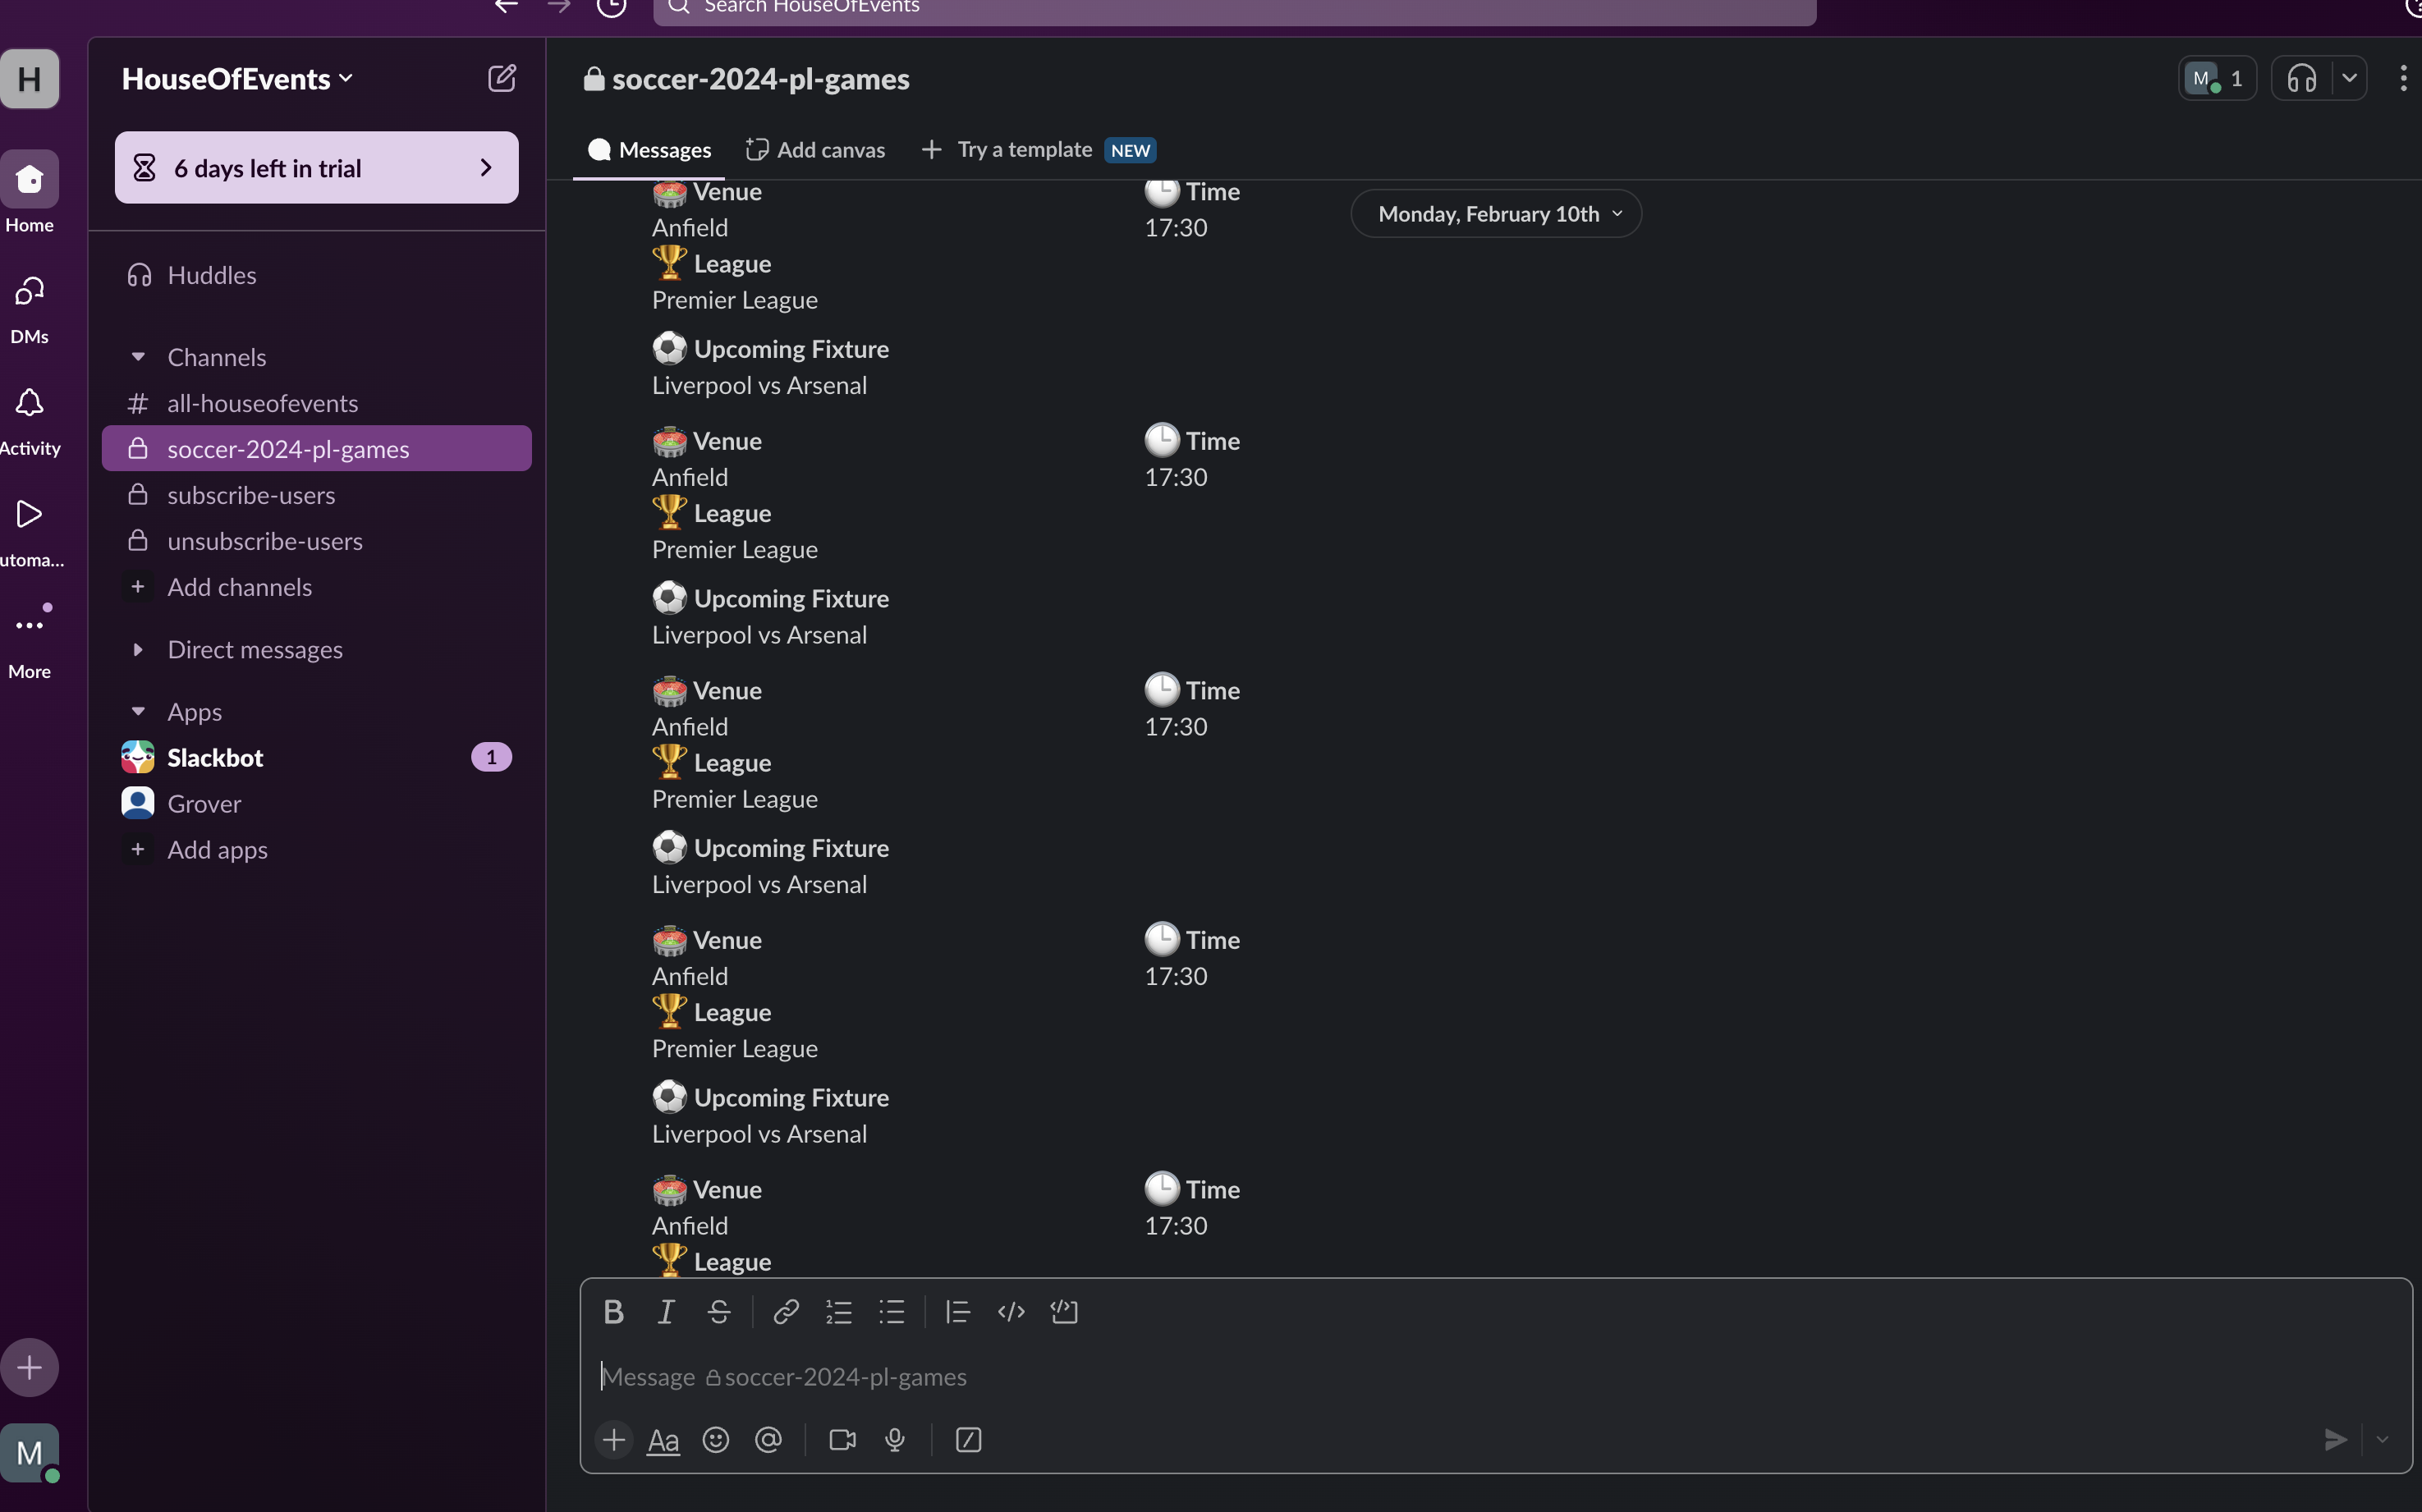 Search HouseOfEvents
H
Home
DMs
Activity
utoma...
More
M
HouseOfEvents
6 days left in trial
Huddles
Channels
# all-houseofevents
soccer-2024-pl-games
subscribe-users
unsubscribe-users
+ Add channels
Direct messages
Apps
Slackbot 1
Grover
+ Add apps
soccer-2024-pl-games
M 1
Messages Add canvas + Try a template NEW
Monday, February 10th
Venue Time
Anfield 17:30
League
Premier League
Upcoming Fixture
Liverpool vs Arsenal
Venue Time
Anfield 17:30
League
Premier League
Upcoming Fixture
Liverpool vs Arsenal
Venue Time
Anfield 17:30
League
Premier League
Upcoming Fixture
Liverpool vs Arsenal
Venue Time
Anfield 17:30
League
Premier League
Upcoming Fixture
Liverpool vs Arsenal
Venue Time
Anfield 17:30
League
B I S
Message soccer-2024-pl-games
+ Aa @